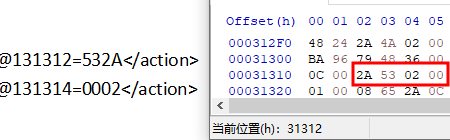 @131312=532A</action>
@131314=0002</action>
Offset(h) 00 01 02 03 04 05
000312F0 48 24 2A 4A 02 00
00031300 BA 96 79 48 36 00
00031310 0C 00 2A 53 02 00
00031320 01 00 08 65 2A 0C
当前位置(h): 31312